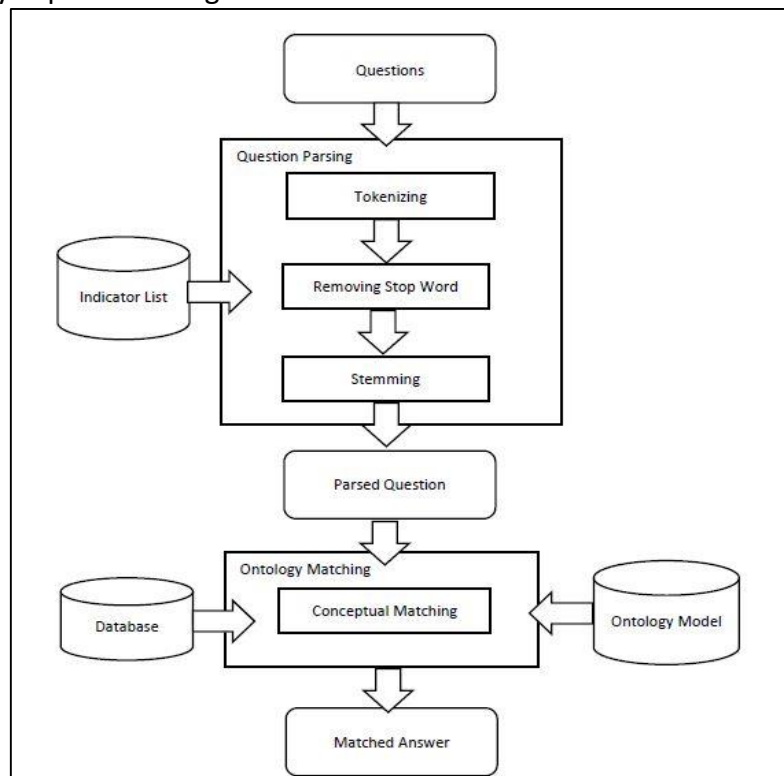 Questions
Question Parsing
Tokenizing
Indicator List
Removing Stop Word
Stemming
Parsed Question
Ontology Matching
Conceptual Matching
Database
Ontology Model
Matched Answer